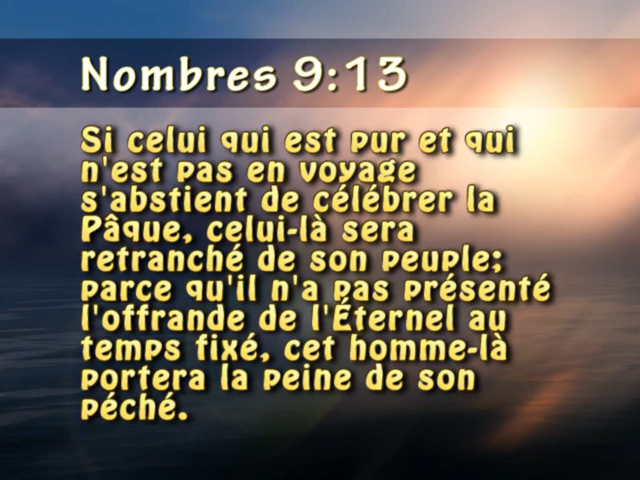 Nombres 9:13
Si celui qui est pur et qui
n'est pas en voyage
s'abstient de célébrer la
Pâque, celui-là sera
retranché de son peuple;
parce qu'il n'a pas présenté
l'offrande de l'Éternel au
temps fixé, cet homme-là
portera la peine de son
péché.